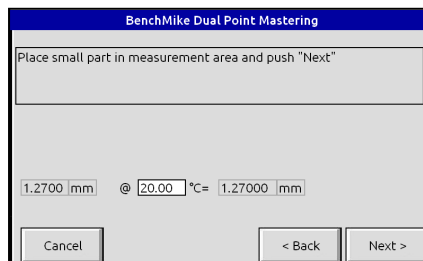 BenchMike Dual Point Mastering
Place small part in measurement area and push "Next"
1.2700 mm @ 20.00 °C= 1.27000 mm
Cancel < Back Next >